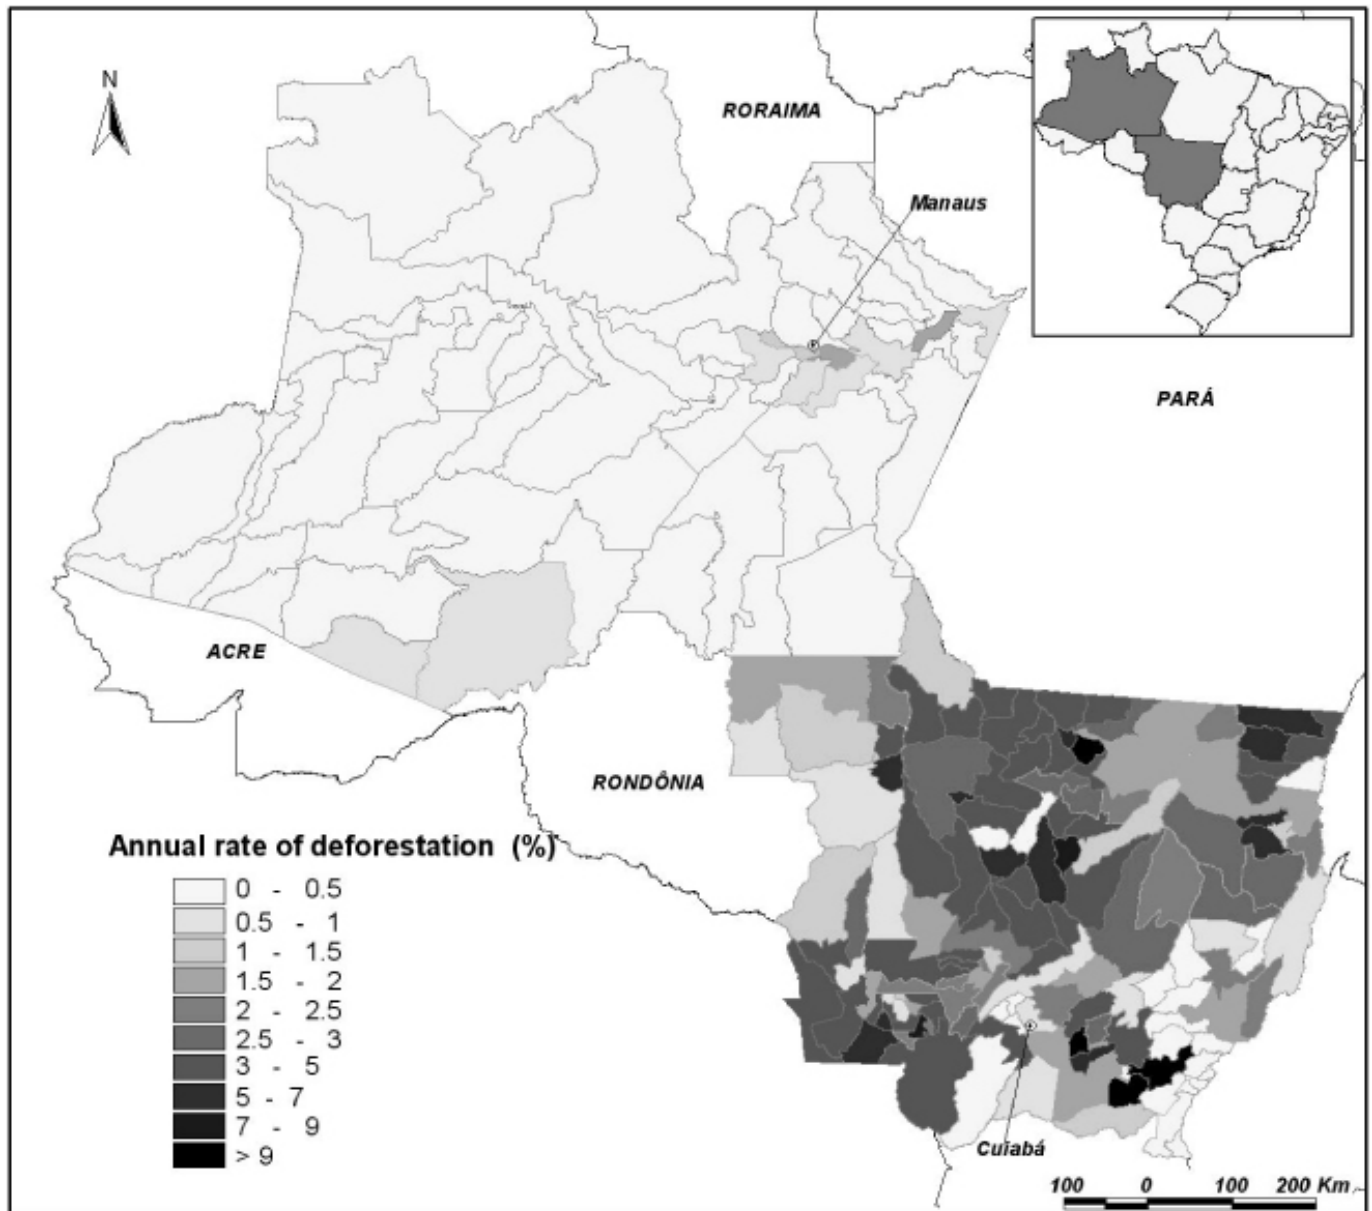 N
RORAIMA
Manaus
PARÁ
ACRE
RONDÔNIA
Annual rate of deforestation (%)
0 - 0.5
0.5 - 1
1 - 1.5
1.5 - 2
2 - 2.5
2.5 - 3
3 - 5
5 - 7
7 - 9
> 9
Cuiabá
100 0 100 200 Km